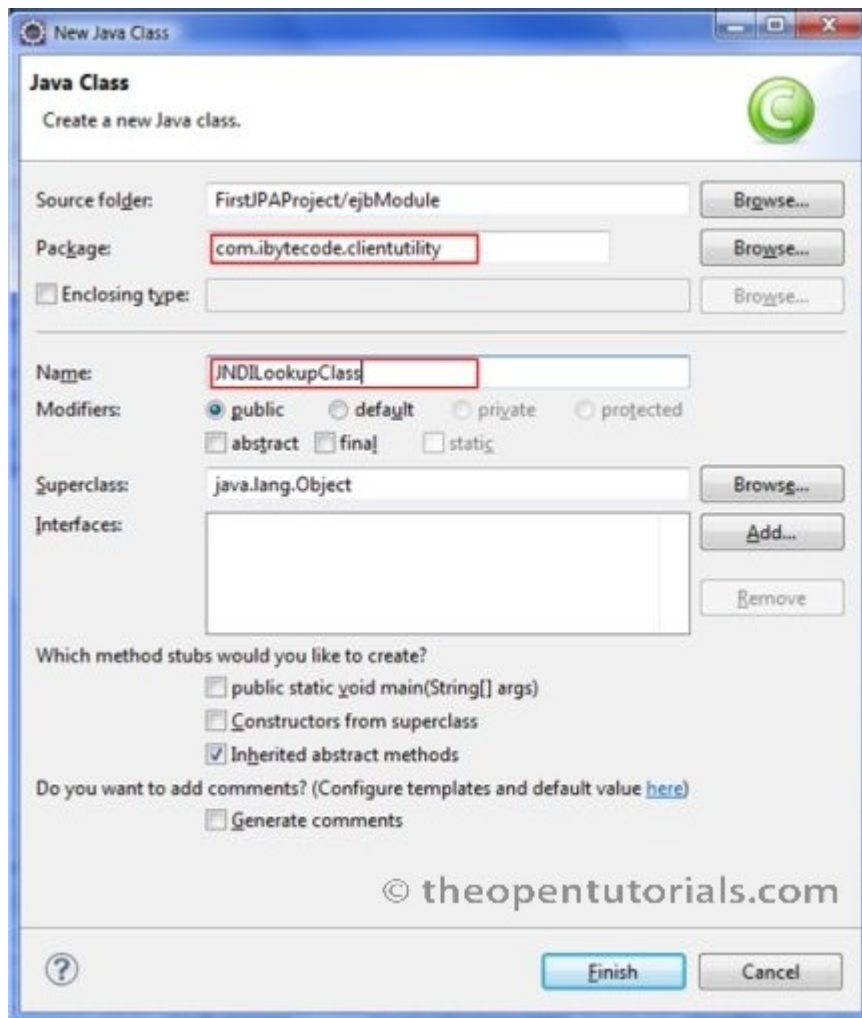 New Java Class
Java Class
Create a new Java class.
C
Source folder: FirstJPAProject/ejbModule Browse...
Package: com.ibytecode.clientutility Browse...
Enclosing type: Browse...
Name: JNDILookupClass
Modifiers: public default private protected
abstract final static
Superclass: java.lang.Object Browse...
Interfaces: Add...
Remove
Which method stubs would you like to create?
public static void main(String[] args)
Constructors from superclass
Inherited abstract methods
Do you want to add comments? (Configure templates and default value here)
Generate comments
© theopentutorials.com
? Finish Cancel